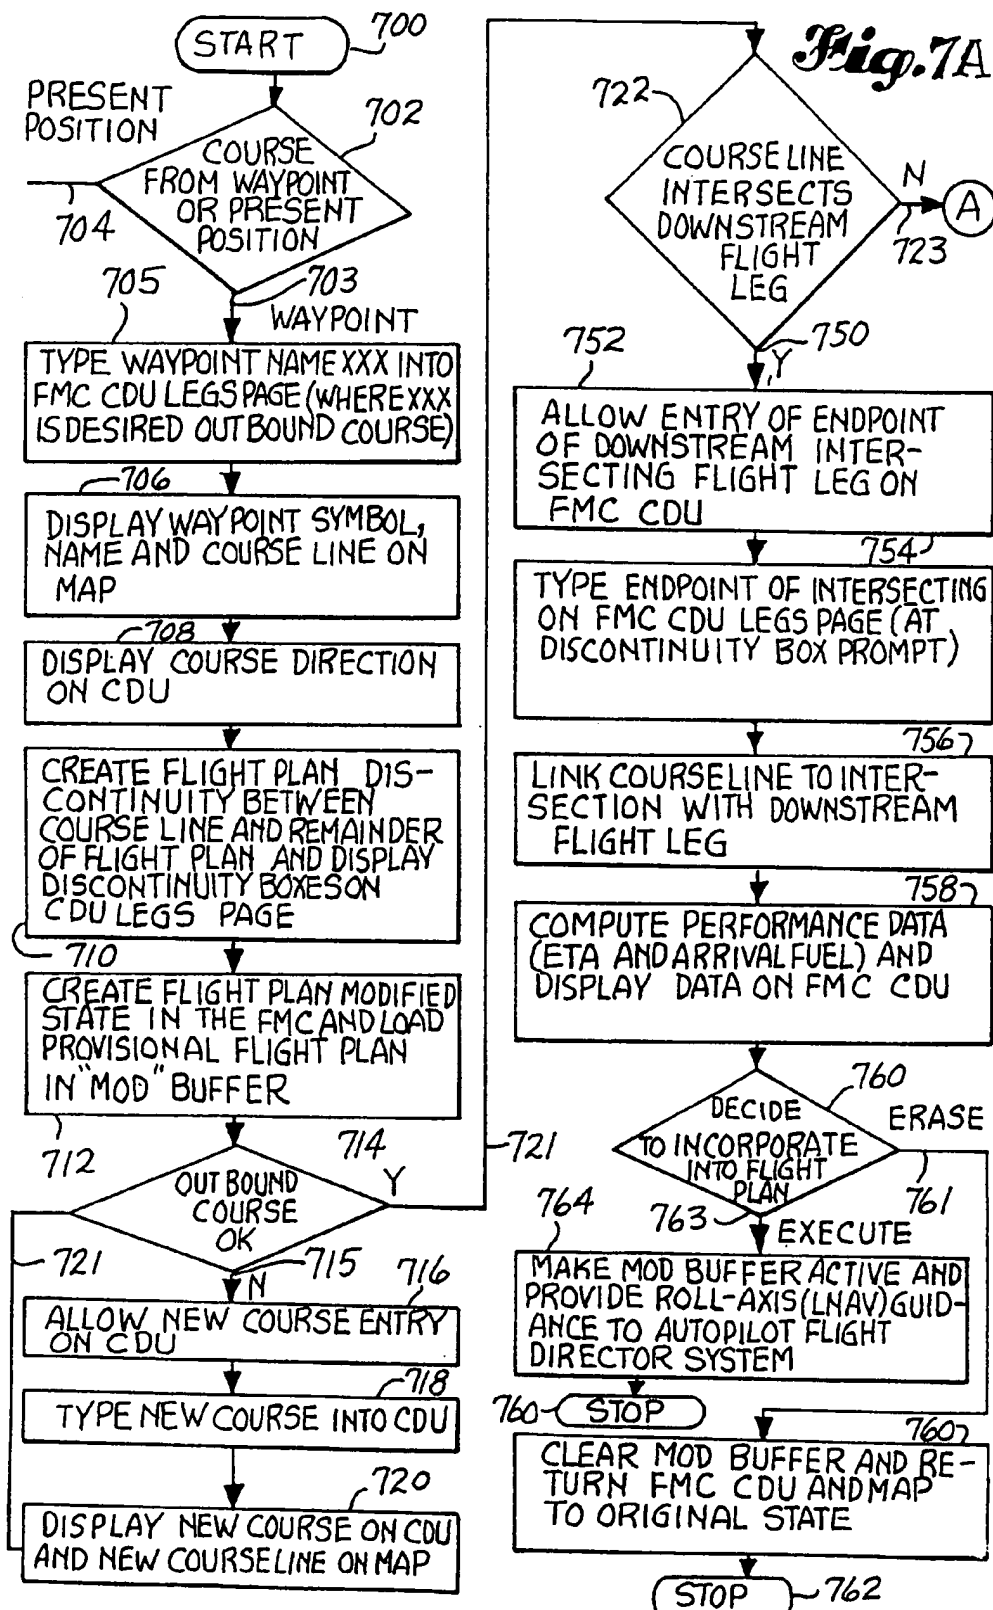 Fig. 7A
START
700
PRESENT
POSITION
702
COURSE
FROM WAYPOINT
OR PRESENT
POSITION
704
703
705
WAYPOINT
TYPE WAYPOINT NAME XXX INTO
FMC CDU LEGS PAGE (WHERE XXX
IS DESIRED OUTBOUND COURSE)
706
DISPLAY WAYPOINT SYMBOL,
NAME AND COURSE LINE ON
MAP
708
DISPLAY COURSE DIRECTION
ON CDU
CREATE FLIGHT PLAN DIS-
CONTINUITY BETWEEN
COURSE LINE AND REMAINDER
OF FLIGHT PLAN AND DISPLAY
DISCONTINUITY BOXES ON
CDU LEGS PAGE
710
CREATE FLIGHT PLAN MODIFIED
STATE IN THE FMC AND LOAD
PROVISIONAL FLIGHT PLAN
IN "MOD" BUFFER
712
714
721
OUTBOUND
COURSE
OK
Y
721
715
N
716
ALLOW NEW COURSE ENTRY
ON CDU
718
TYPE NEW COURSE INTO CDU
720
DISPLAY NEW COURSE ON CDU
AND NEW COURSELINE ON MAP
722
COURSE LINE
INTERSECTS
DOWNSTREAM
FLIGHT
LEG
N
A
723
750
Y
752
ALLOW ENTRY OF ENDPOINT
OF DOWNSTREAM INTER-
SECTING FLIGHT LEG ON
FMC CDU
754
TYPE ENDPOINT OF INTERSECTING
ON FMC CDU LEGS PAGE (AT
DISCONTINUITY BOX PROMPT)
756
LINK COURSELINE TO INTER-
SECTION WITH DOWNSTREAM
FLIGHT LEG
758
COMPUTE PERFORMANCE DATA
(ETA AND ARRIVAL FUEL) AND
DISPLAY DATA ON FMC CDU
760
DECIDE
TO INCORPORATE
INTO FLIGHT
PLAN
ERASE
761
763
764
EXECUTE
MAKE MOD BUFFER ACTIVE AND
PROVIDE ROLL-AXIS (LNAV) GUID-
ANCE TO AUTOPILOT FLIGHT
DIRECTOR SYSTEM
760
STOP
760
CLEAR MOD BUFFER AND RE-
TURN FMC CDU AND MAP
TO ORIGINAL STATE
STOP
762